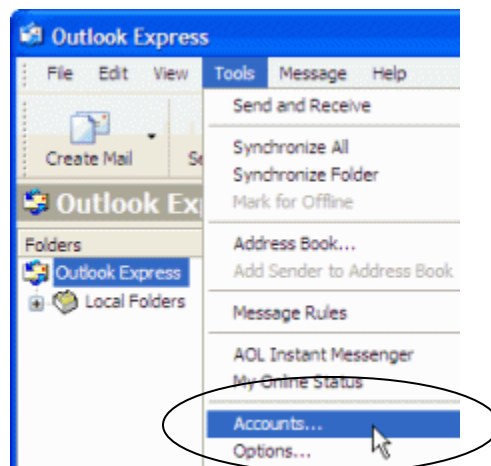 Outlook Express
File Edit View Tools Message Help
Send and Receive
Create Mail
Synchronize All
Synchronize Folder
Outlook
Mark for Offline
Folders
Address Book...
Outlook Express
Add Sender to Address Book
Local Folders
Message Rules
AOL Instant Messenger
My Online Status
Accounts...
Options...